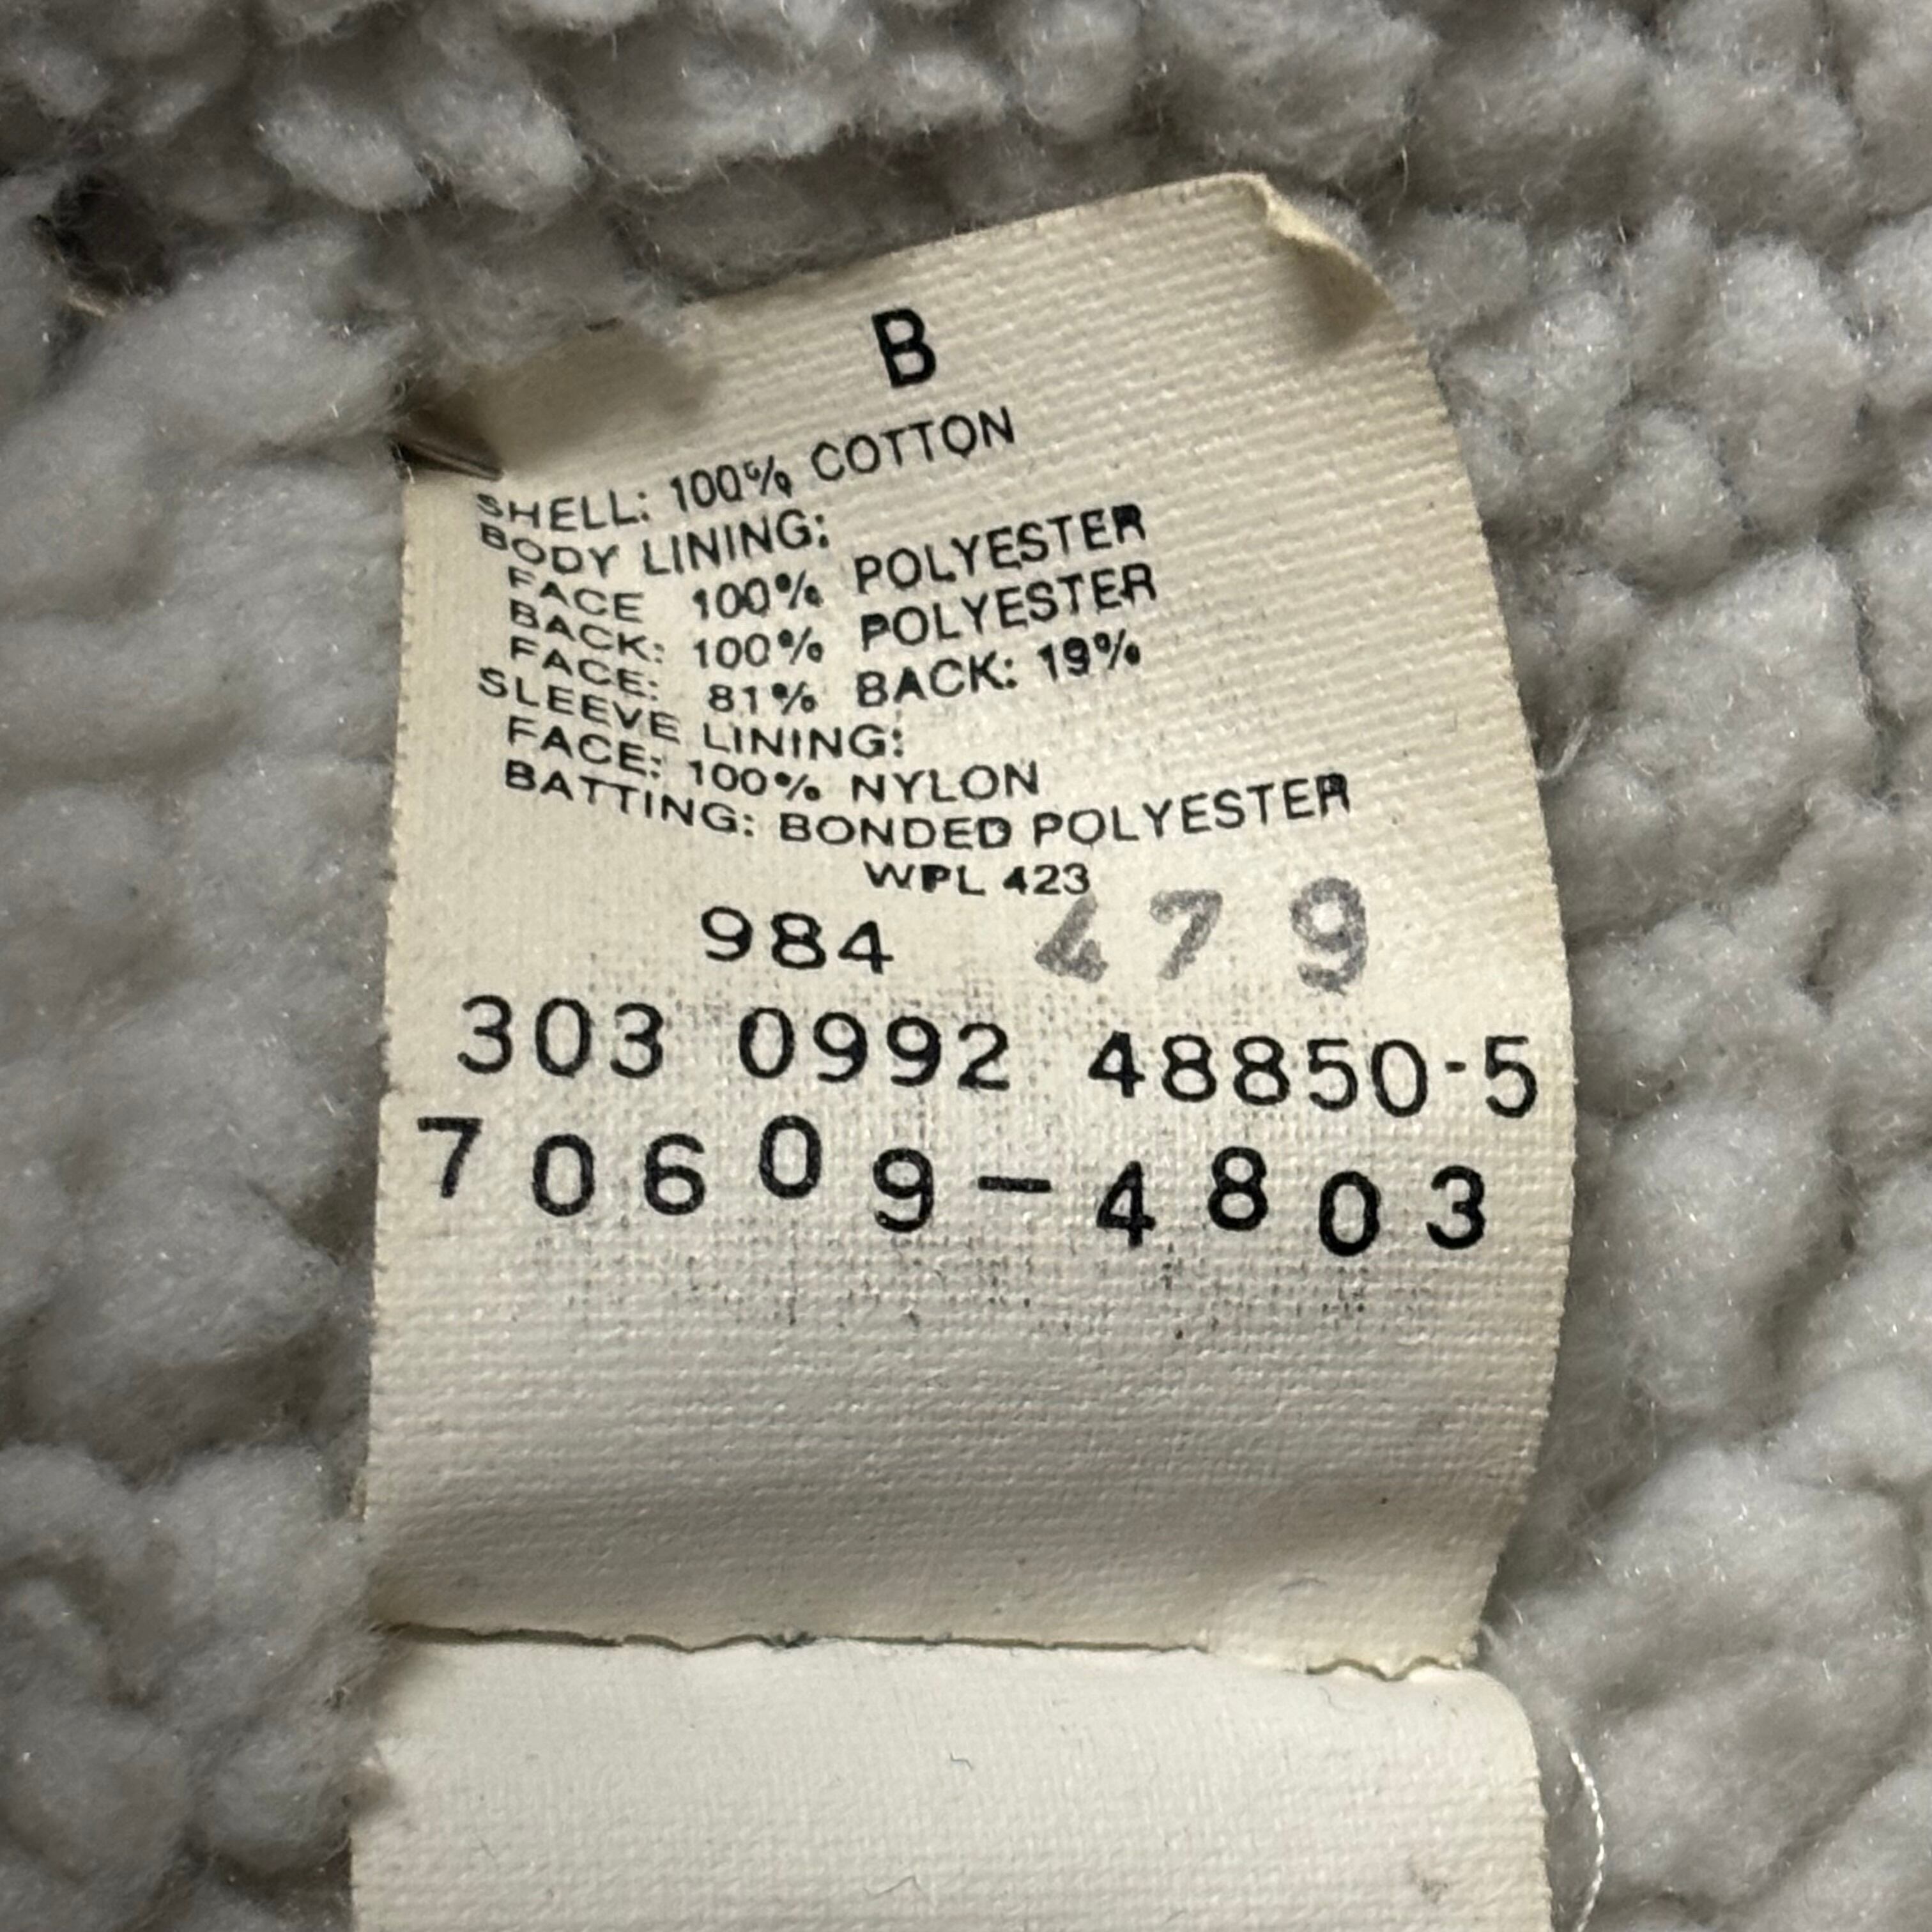 B
SHELL: 100% COTTON
BODY LINING:
FACE 100% POLYESTER
BACK: 100% POLYESTER
FACE: 81% BACK: 19%
SLEEVE LINING:
FACE: 100% NYLON
BATTING: BONDED POLYESTER
WPL 423
984 479
303 0992 48850-5
70609-4803